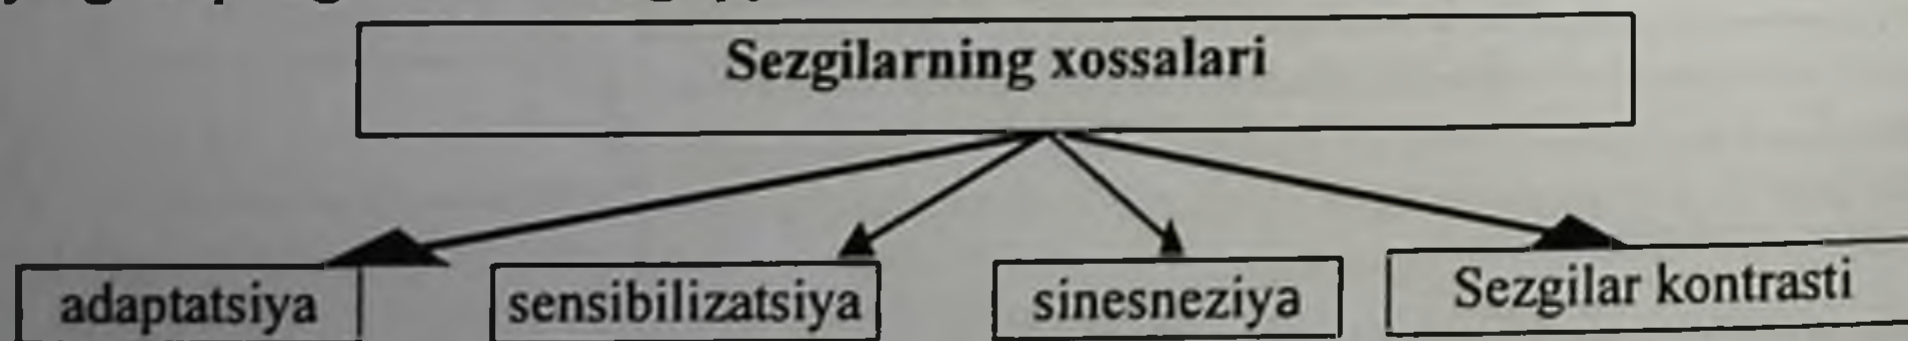 Sezgilarning xossalari
adaptatsiya
sensibilizatsiya
sinesneziya
Sezgilar kontrasti